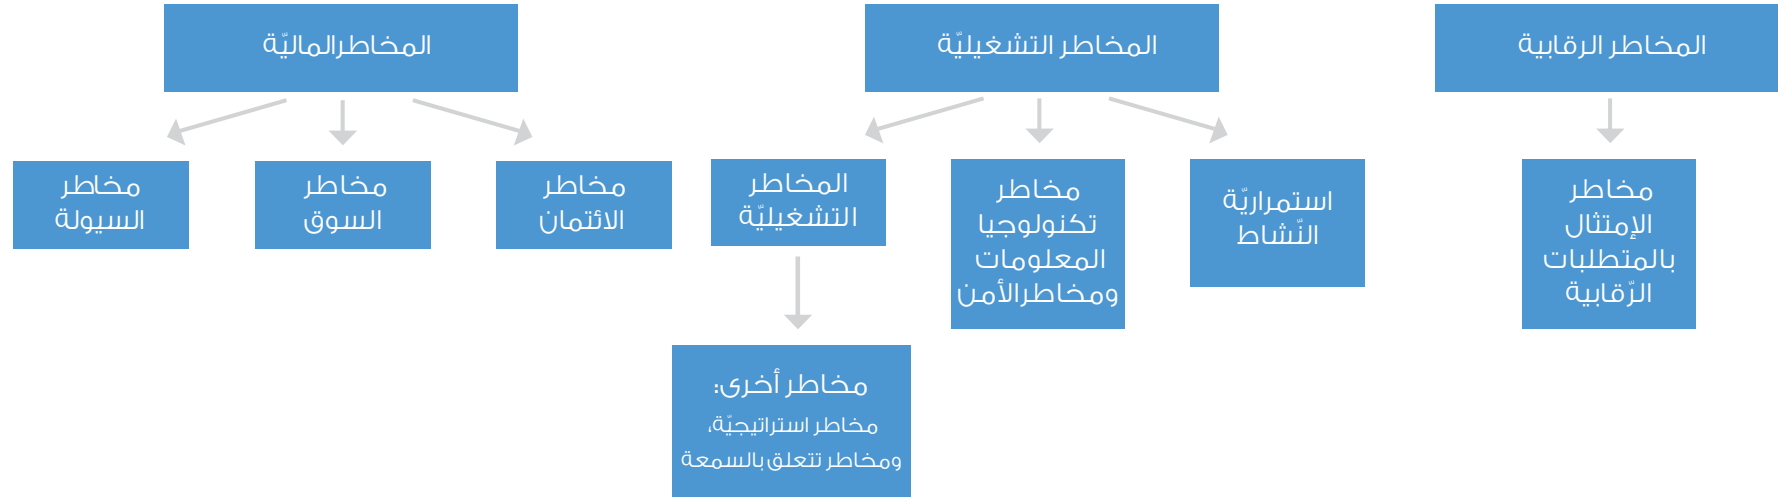 المخاطر الرقابية
المخاطر التشغيليّة
المخاطرالماليّة
مخاطر
الإمتثال
بالمتطلبات
الرّقابية
استمراريّة
النّشاط
مخاطر
تكنولوجيا
المعلومات
ومخاطرالأمن
المخاطر
التشغيليّة
مخاطر
الائتمان
مخاطر
السوق
مخاطر
السيولة
مخاطر أخرى:
مخاطر استراتيجيّة،
ومخاطر تتعلق بالسمعة